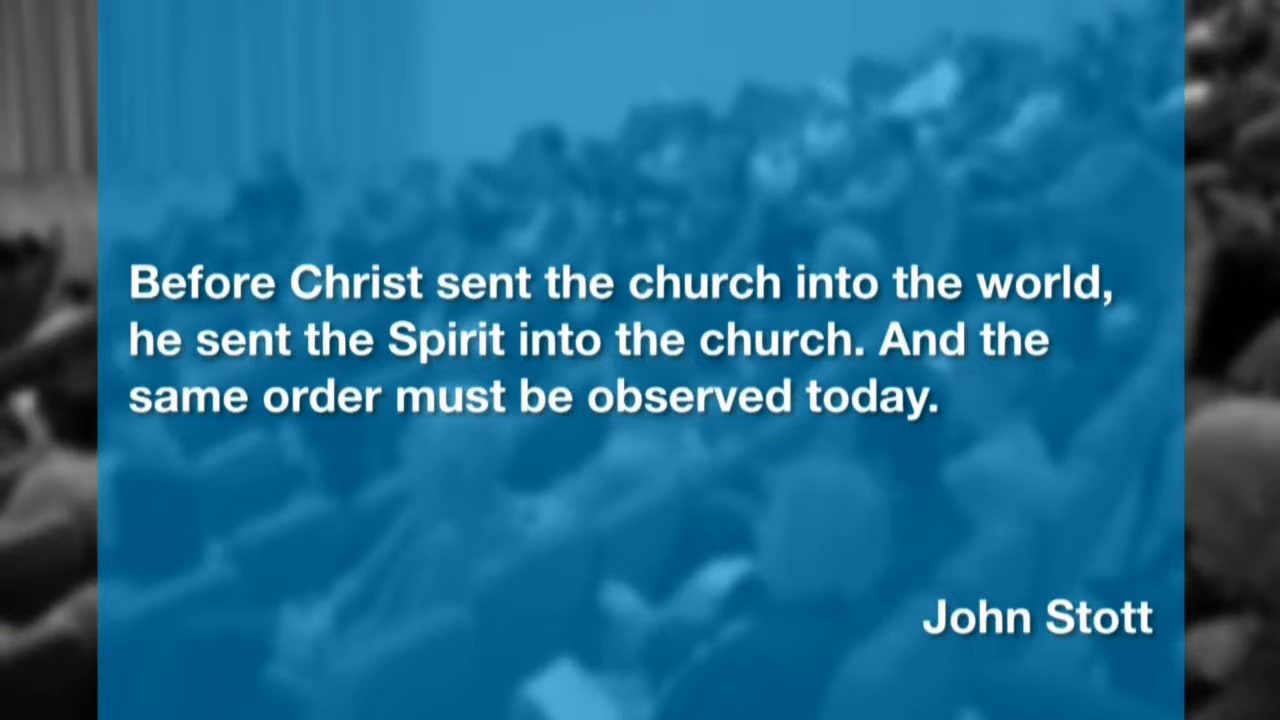 Before Christ sent the church into the world,
he sent the Spirit into the church. And the
same order must be observed today.
John Stott